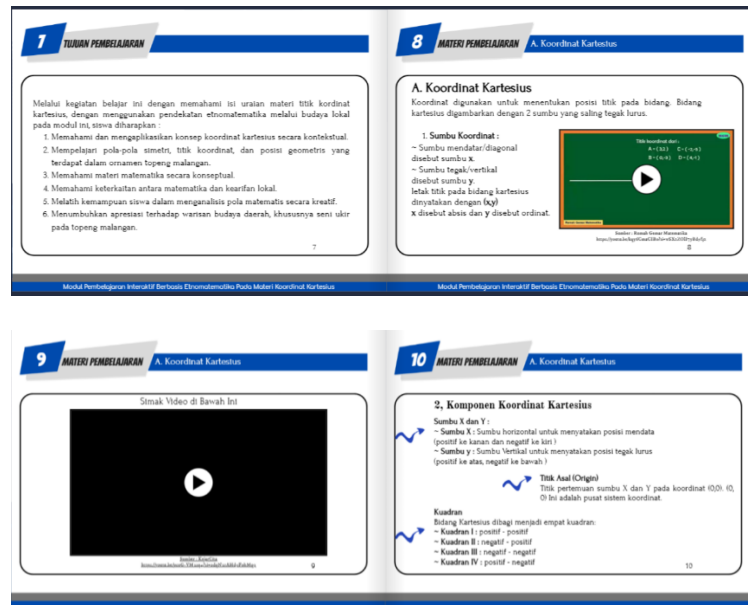 7 TUJUAN PEMBELAJARAN
Melalui kegiatan belajar ini dengan memahami isi uraian materi titik kordinat
kartesius, dengan menggunakan pendekatan etnomatematika melalui budaya lokal
pada modul ini, siswa diharapkan :
1. Memahami dan mengaplikasikan konsep koordinat kartesius secara kontekstual.
2. Mempelajari pola-pola simetri, titik koordinat, dan posisi geometris yang
terdapat dalam ornamen topeng malangan.
3. Memahami materi matematika secara konseptual.
4. Memahami keterkaitan antara matematika dan kearifan lokal.
5. Melatih kemampuan siswa dalam menganalisis pola matematis secara kreatif.
6. Menumbuhkan apresiasi terhadap warisan budaya daerah, khususnya seni ukir
pada topeng malangan.
7
Modul Pembelajaran Interaktif Berbasis Etnomatematika Pada Materi Koordinat Kartesius
8 MATERI PEMBELAJARAN A. Koordinat Kartesius
A. Koordinat Kartesius
Koordinat digunakan untuk menentukan posisi titik pada bidang. Bidang
kartesius digambarkan dengan 2 sumbu yang saling tegak lurus.
1. Sumbu Koordinat :
~ Sumbu mendatar/diagonal
disebut sumbu x.
~ Sumbu tegak/vertikal
disebut sumbu y.
letak titik pada bidang kartesius
dinyatakan dengan (x,y)
x disebut absis dan y disebut ordinat.
Titik koordinat dari :
Sumber : Rumah Gemar Matematika
8
Modul Pembelajaran Interaktif Berbasis Etnomatematika Pada Materi Koordinat Kartesius
9 MATERI PEMBELAJARAN A. Koordinat Kartesius
Simak Video di Bawah Ini
9
10 MATERI PEMBELAJARAN A. Koordinat Kartesius
2, Komponen Koordinat Kartesius
Sumbu X dan Y :
~ Sumbu X : Sumbu horizontal untuk menyatakan posisi mendata
(positif ke kanan dan negatif ke kiri )
~ Sumbu y : Sumbu Vertikal untuk menyatakan posisi tegak lurus
(positif ke atas, negatif ke bawah )
Titik Asal (Origin)
Titik pertemuan sumbu X dan Y pada koordinat (0,0). (0,
0) Ini adalah pusat sistem koordinat.
Kuadran
Bidang Kartesius dibagi menjadi empat kuadran:
~ Kuadran I : positif - positif
~ Kuadran II : negatif - positif
~ Kuadran III : negatif - negatif
~ Kuadran IV : positif - negatif
10